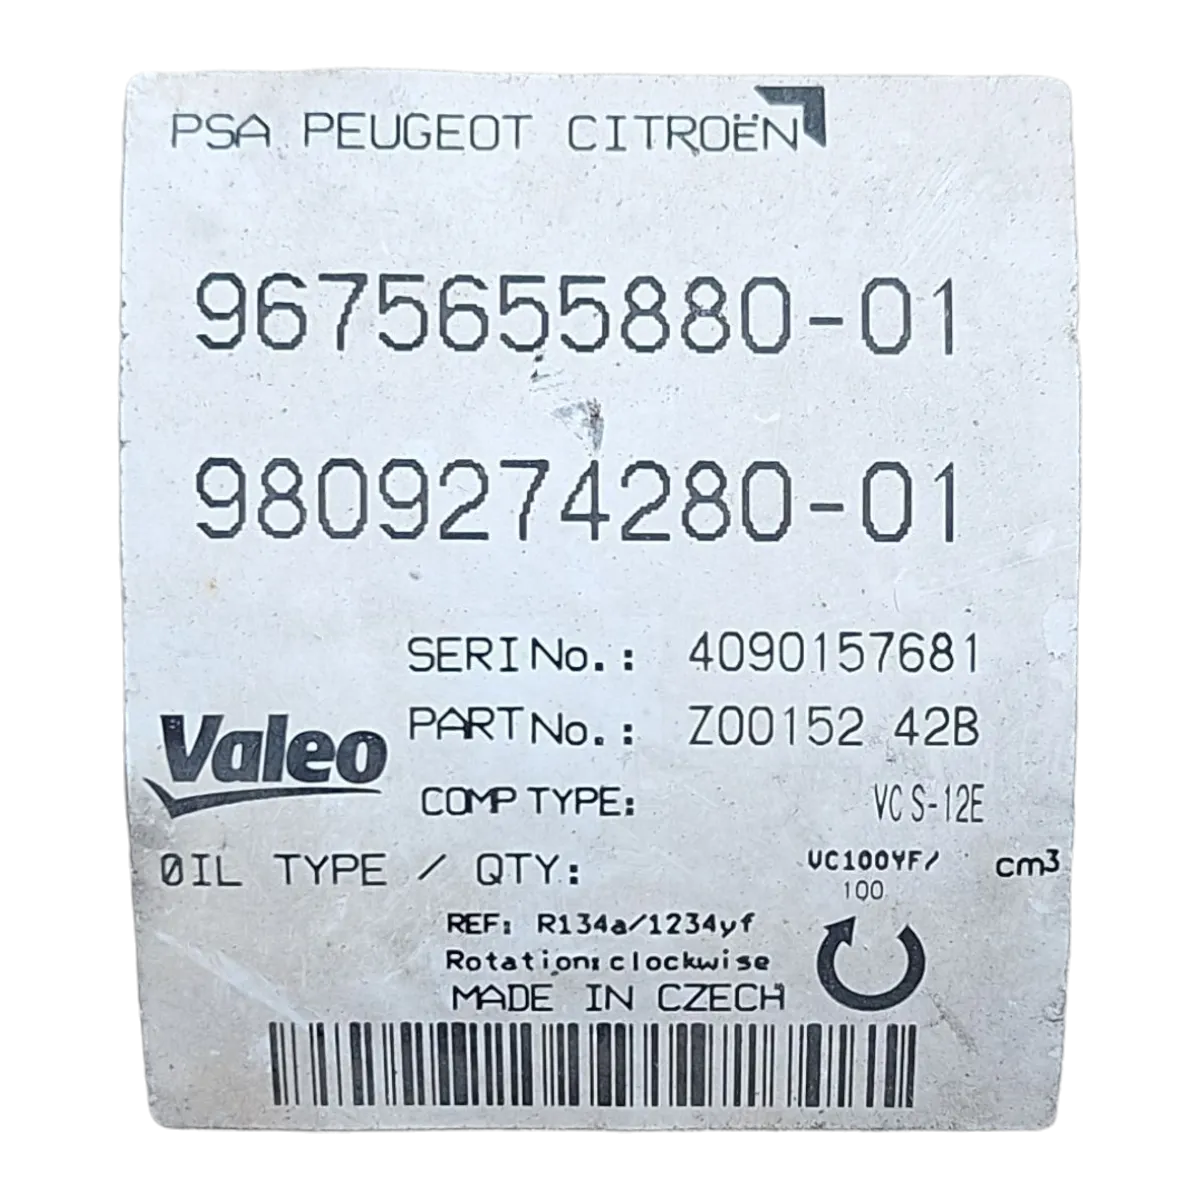 PSA PEUGEOT CITROËN
9675655880-01
9809274280-01
SERI No.: 4090157681
Valeo
PART No.: Z00152 42B
COMP TYPE: VC S-12E
OIL TYPE / QTY: VC100YF/ 100 cm3
REF: R134a/1234yf
Rotation:clockwise
MADE IN CZECH